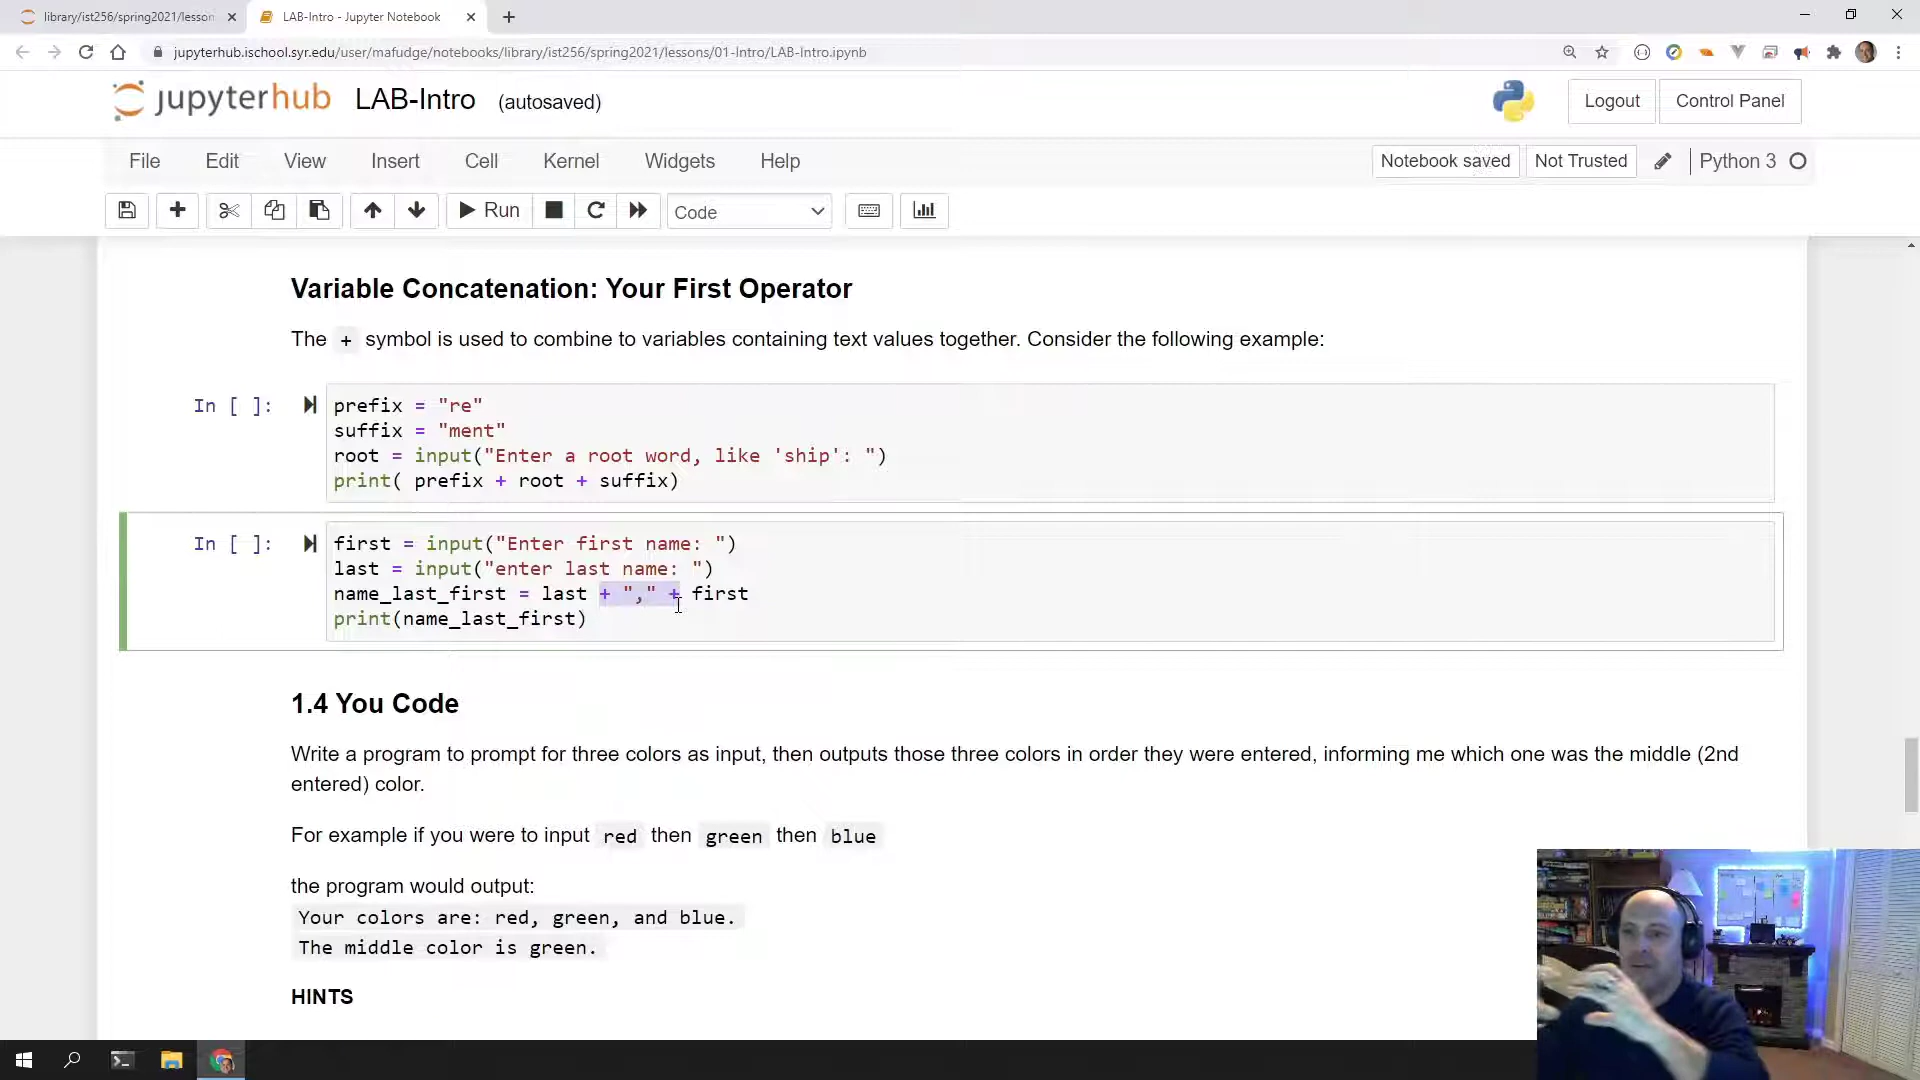 library/ist256/spring2021/lesson
LAB-Intro - Jupyter Notebook
jupyterhub.ischool.syr.edu/user/mafudge/notebooks/library/ist256/spring2021/lessons/01-Intro/LAB-Intro.ipynb
jupyterhub LAB-Intro (autosaved)
Logout
Control Panel
File Edit View Insert Cell Kernel Widgets Help
Notebook saved
Not Trusted
Python 3
Run
Code
Variable Concatenation: Your First Operator
The + symbol is used to combine to variables containing text values together. Consider the following example:
In [ ]:
prefix = "re"
suffix = "ment"
root = input("Enter a root word, like 'ship': ")
print( prefix + root + suffix)
In [ ]:
first = input("Enter first name: ")
last = input("enter last name: ")
name_last_first = last + "," + first
print(name_last_first)
1.4 You Code
Write a program to prompt for three colors as input, then outputs those three colors in order they were entered, informing me which one was the middle (2nd
entered) color.
For example if you were to input red then green then blue
the program would output:
Your colors are: red, green, and blue.
The middle color is green.
HINTS